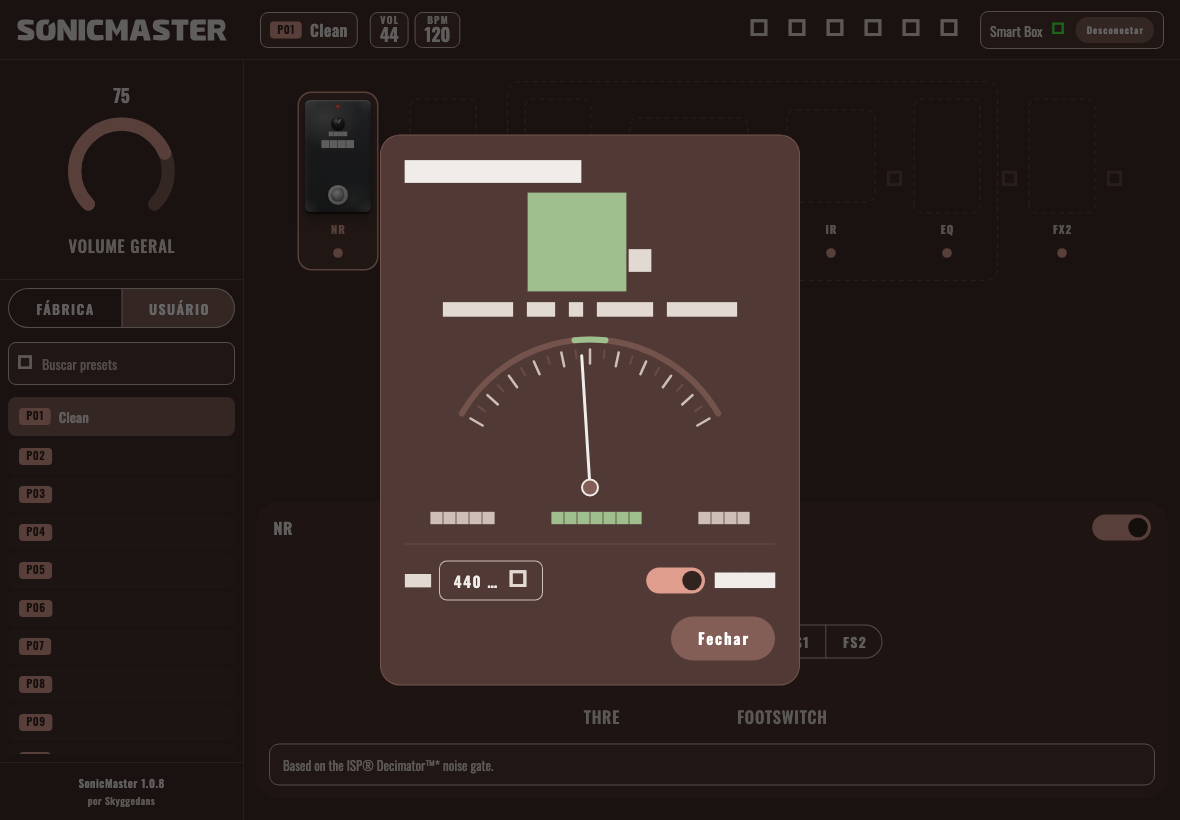 SONICMASTER
P01 Clean
VOL
44
BPM
120
Smart Box
Desconectar
75
VOLUME GERAL
FÁBRICA
USUÁRIO
Buscar presets
P01 Clean
P02
P03
P04
P05
P06
P07
P08
P09
SonicMaster 1.0.8
por Skyggedans
NR
IR
EQ
FX2
440 ...
Fechar
NR
FS2
THRE
FOOTSWITCH
Based on the ISP® Decimator™* noise gate.